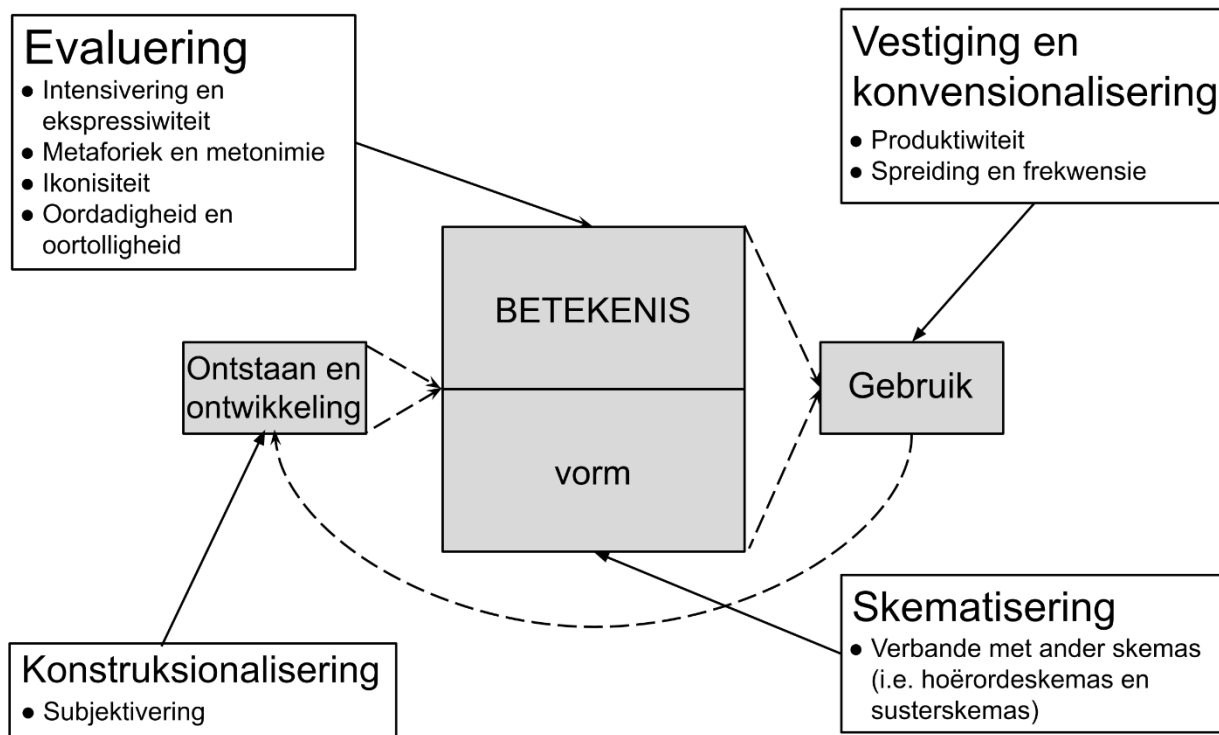 Evaluering
● Intensivering en
ekspressiwiteit
● Metaforiek en metonimie
● Ikonisiteit
● Oordadigheid en
oortolligheid
Vestiging en
konvensionalisering
● Produktiwiteit
● Spreiding en frekwensie
BETEKENIS
vorm
Ontstaan en
ontwikkeling
Gebruik
Konstruksionalisering
● Subjektivering
Skematisering
● Verbande met ander skemas
(i.e. hoërordeskemas en
susterskemas)